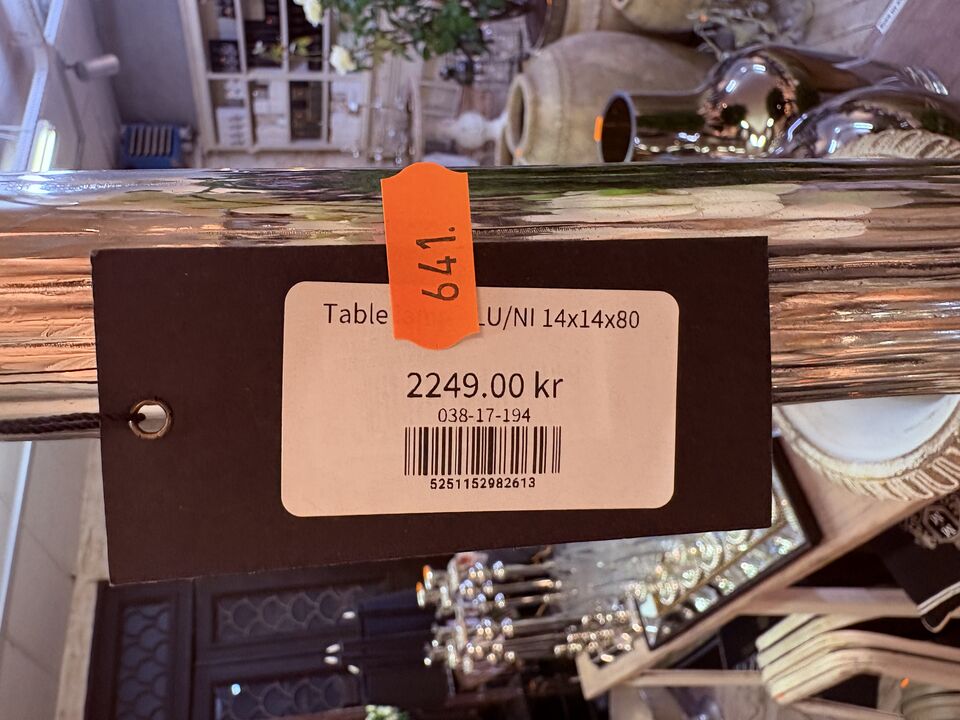 641.
Table LU/NI 14x14x80
2249.00 kr
038-17-194
5251152982613